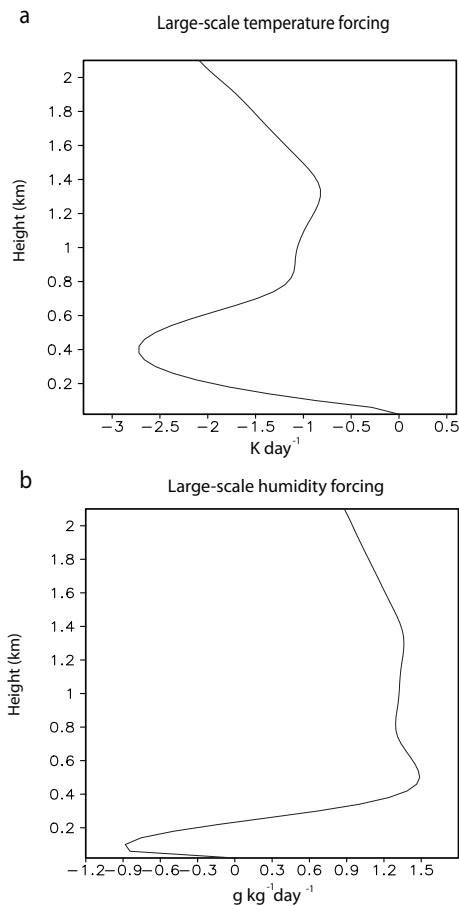 a
Large-scale temperature forcing
2
1.8
1.6
1.4
1.2
1
0.8
0.6
0.4
0.2
Height (km)
−3 −2.5 −2 −1.5 −1 −0.5 0 0.5
K day⁻¹
b
Large-scale humidity forcing
2
1.8
1.6
1.4
1.2
1
0.8
0.6
0.4
0.2
Height (km)
−1.2 −0.9 −0.6 −0.3 0 0.3 0.6 0.9 1.2 1.5
g kg⁻¹day⁻¹